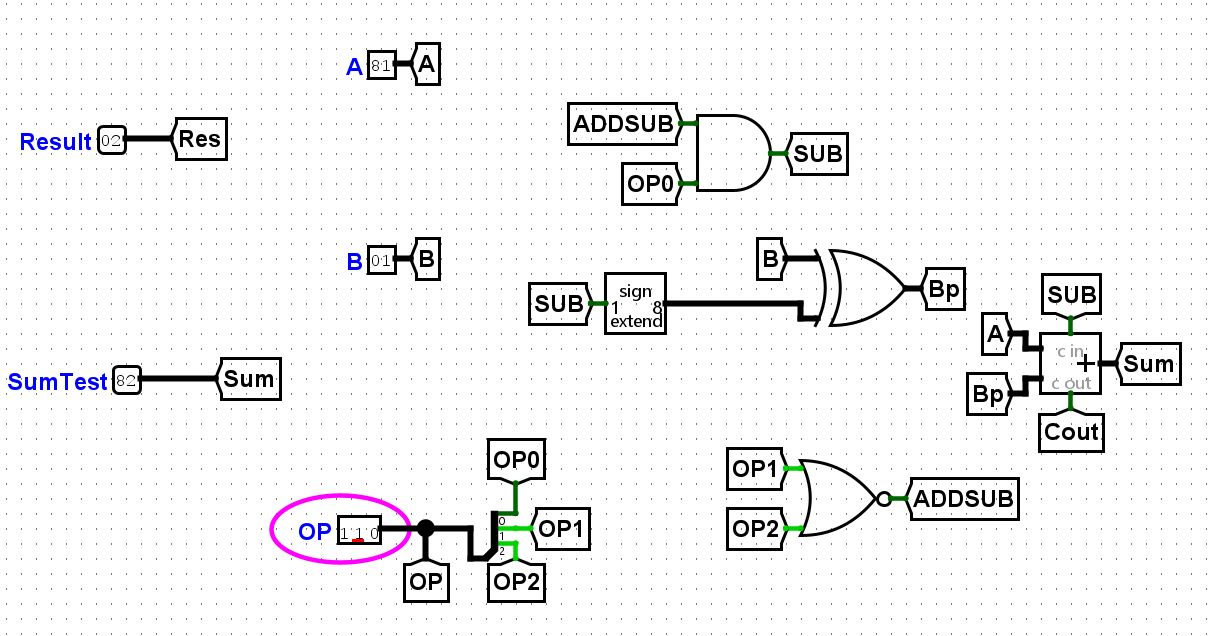 A 81 A
ADDSUB
Result 02 Res
SUB
OP0
B 01 B
B
SUB
sign
1 8
extend
Bp
SUB
A
c in
+
Sum
SumTest 82 Sum
Bp
c out
Cout
OP0
OP1
ADDSUB
OP 1 1 0
0
OP1
1
OP2
2
OP
OP2